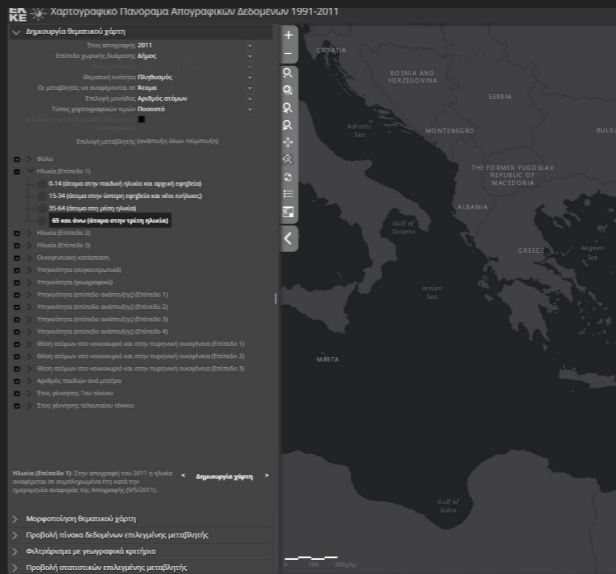 ΕΚ
ΚΕ
Χαρτογραφικό Πανόραμα Απογραφικών Δεδομένων 1991-2011
Δημιουργία θεματικού χάρτη
Έτος απογραφής 2011
Επίπεδο χωρικής διαίρεσης Δήμος
Θεματική ενότητα Πληθυσμός
Οι μεταβλητές να αναφέρονται σε Άτομα
Επιλογή μονάδας Αριθμός ατόμων
Τύπος χαρτογραφικών τιμών Ποσοστό
Επιλογή μεταβλητής (ανάπτυξη όλων /σύμπτυξη)
Φύλο
Ηλικία (Επίπεδο 1)
0-14 (άτομα στην παιδική ηλικία και αρχική εφηβεία)
15-34 (άτομα στην ύστερη εφηβεία και νέοι ενήλικες)
35-64 (άτομα στη μέση ηλικία)
65 και άνω (άτομα στην τρίτη ηλικία)
Ηλικία (Επίπεδο 2)
Ηλικία (Επίπεδο 3)
Οικογενειακή κατάσταση
Υπηκοότητα (συγκεντρωτικά)
Υπηκοότητα (γεωγραφικά)
Υπηκοότητα (επίπεδο ανάπτυξης) (Επίπεδο 1)
Υπηκοότητα (επίπεδο ανάπτυξης) (Επίπεδο 2)
Υπηκοότητα (επίπεδο ανάπτυξης) (Επίπεδο 3)
Υπηκοότητα (επίπεδο ανάπτυξης) (Επίπεδο 4)
Θέση ατόμων στο νοικοκυριό και στην πυρηνική οικογένεια (Επίπεδο 1)
Θέση ατόμων στο νοικοκυριό και στην πυρηνική οικογένεια (Επίπεδο 2)
Θέση ατόμων στο νοικοκυριό και στην πυρηνική οικογένεια (Επίπεδο 3)
Αριθμός παιδιών ανά μητέρα
Έτος γέννησης 1ου τέκνου
Έτος γέννησης τελευταίου τέκνου
Ηλικία (Επίπεδο 1): Στην απογραφή του 2011 η ηλικία
αναφέρεται σε συμπληρωμένα έτη κατά την
ημερομηνία αναφοράς της Απογραφής (9/5/2011).
< Δημιουργία χάρτη >
Μορφοποίηση θεματικού χάρτη
Προβολή πίνακα δεδομένων επιλεγμένης μεταβλητής
Φιλτράρισμα με γεωγραφικά κριτήρια
Προβολή στατιστικών επιλεγμένης μεταβλητής
CROATIA
BOSNIA AND
HERZEGOVINA
SERBIA
Adriatic
Sea
MONTENEGRO
BULG
THE FORMER YUGOSLAV
REPUBLIC OF
MACEDONIA
ALBANIA
Gulf of
Taranto
GREECE
Aegean
Sea
Ionian
Sea
MALTA
Gulf of
Sidra
0 100 200χλμ